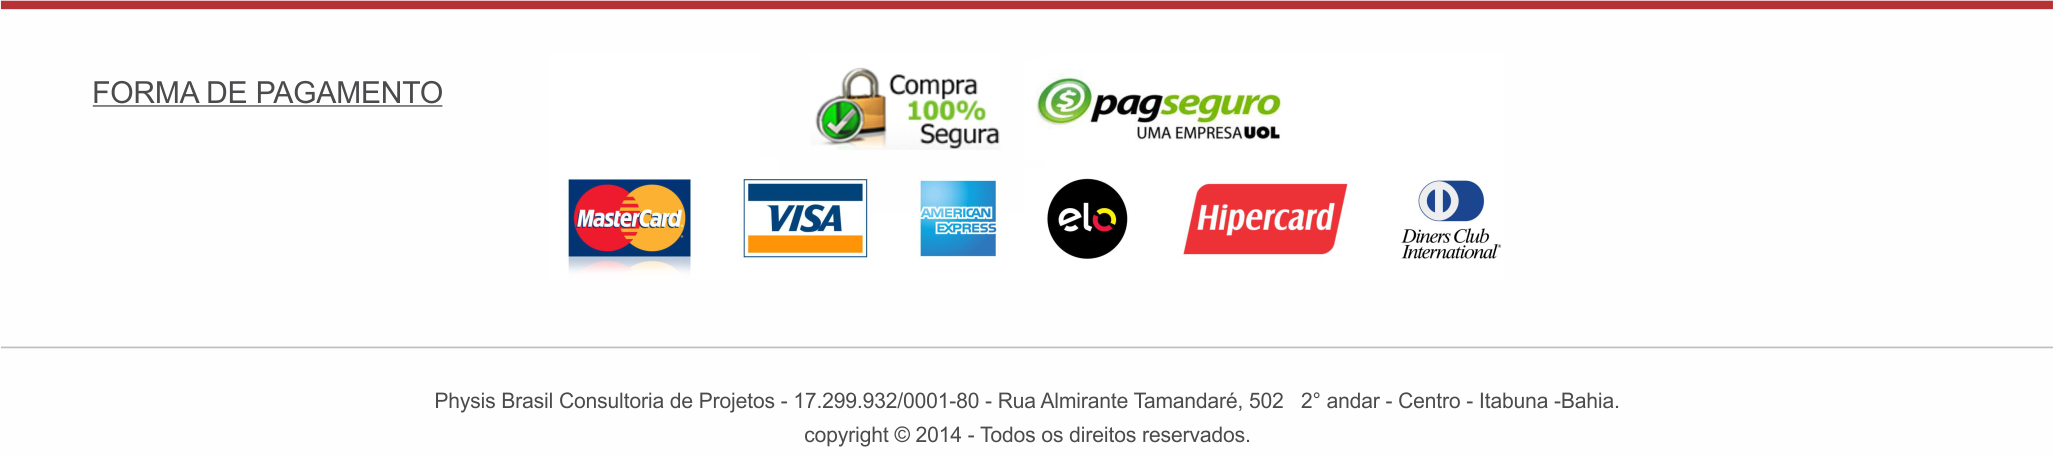 FORMA DE PAGAMENTO
Compra
100%
Segura
pagseguro
UMA EMPRESA UOL
MasterCard
VISA
AMERICAN
EXPRESS
elo
Hipercard
Diners Club
International®
Physis Brasil Consultoria de Projetos - 17.299.932/0001-80 - Rua Almirante Tamandaré, 502   2° andar - Centro - Itabuna -Bahia.
copyright © 2014 - Todos os direitos reservados.